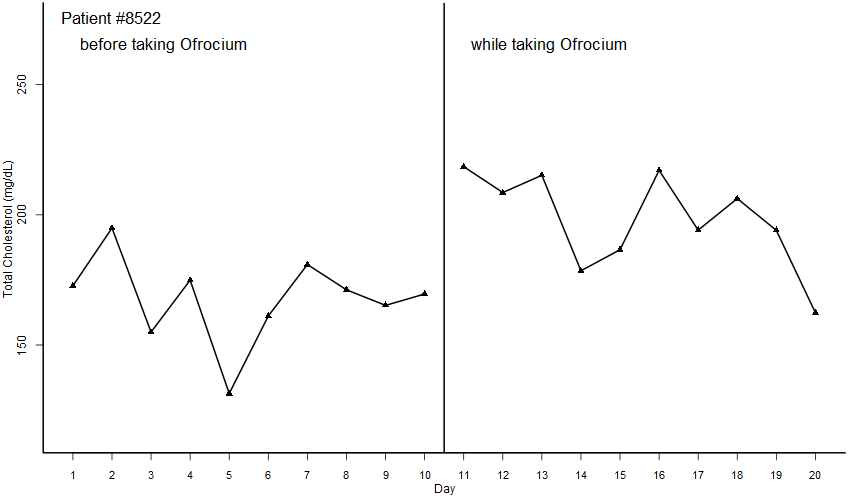 Patient #8522
before taking Ofrocium
while taking Ofrocium
Total Cholesterol (mg/dL)
250
200
150
1 2 3 4 5 6 7 8 9 10 11 12 13 14 15 16 17 18 19 20
Day